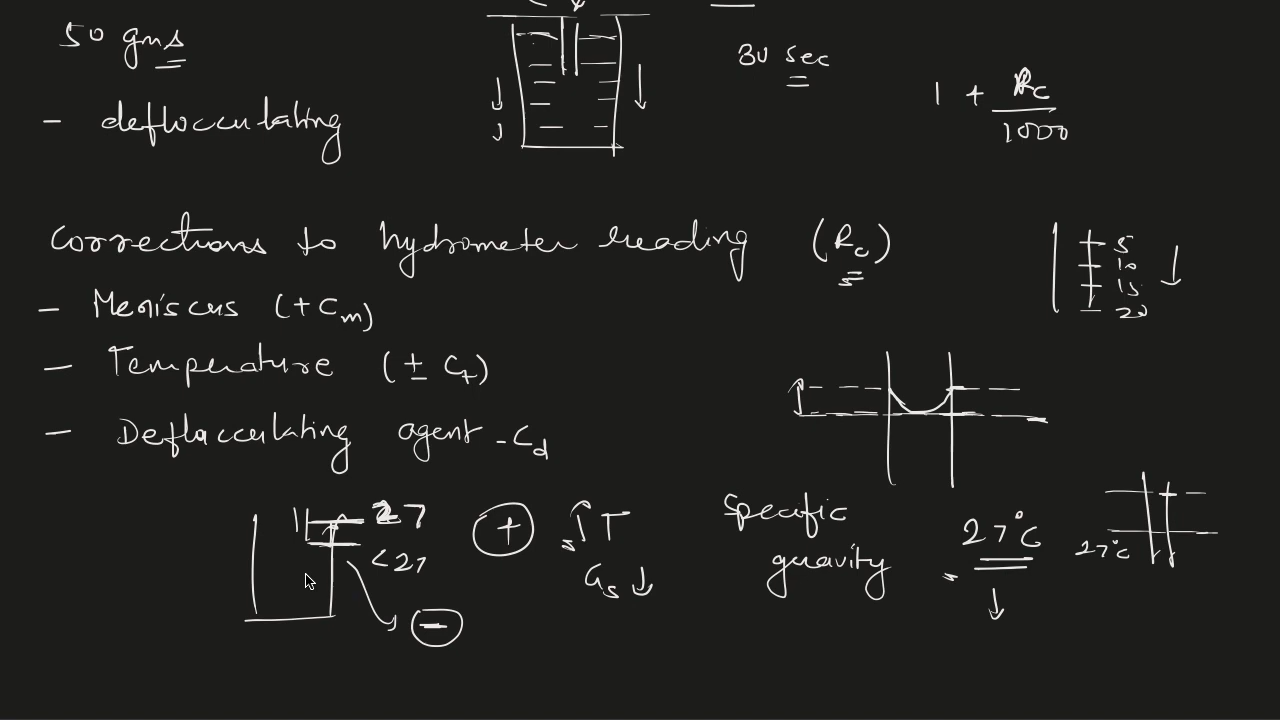 50 gms
30 sec
1 + Rc/1000
- deflocculating
Corrections to hydrometer reading (Rc)
5
10
15
20
- Meniscus (+Cm)
- Temperature (± Ct)
- Deflocculating agent - Cd
27
<27
+
↑T
Gs ↓
-
Specific gravity
27°C
27°C